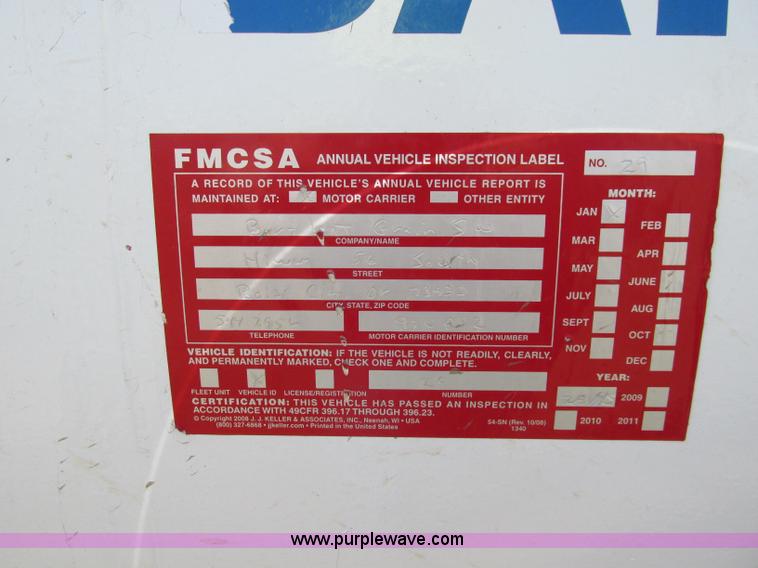 FMCSA ANNUAL VEHICLE INSPECTION LABEL NO. 29
A RECORD OF THIS VEHICLE'S ANNUAL VEHICLE REPORT IS
MAINTAINED AT: X MOTOR CARRIER OTHER ENTITY
COMPANY/NAME
South
STREET
CITY, STATE, ZIP CODE
TELEPHONE MOTOR CARRIER IDENTIFICATION NUMBER
VEHICLE IDENTIFICATION: IF THE VEHICLE IS NOT READILY, CLEARLY,
AND PERMANENTLY MARKED, CHECK ONE AND COMPLETE.
X
FLEET UNIT VEHICLE ID LICENSE/REGISTRATION NUMBER
CERTIFICATION: THIS VEHICLE HAS PASSED AN INSPECTION IN
ACCORDANCE WITH 49CFR 396.17 THROUGH 396.23.
© Copyright 2008 J. J. KELLER & ASSOCIATES, INC., Neenah, WI • USA
(800) 327-6868 • jjkeller.com • Printed in the United States
54-SN (Rev. 10/08)
1340
MONTH:
JAN X FEB
MAR APR
MAY JUNE
JULY AUG
SEPT OCT
NOV DEC
YEAR:
2009
2010 2011
www.purplewave.com